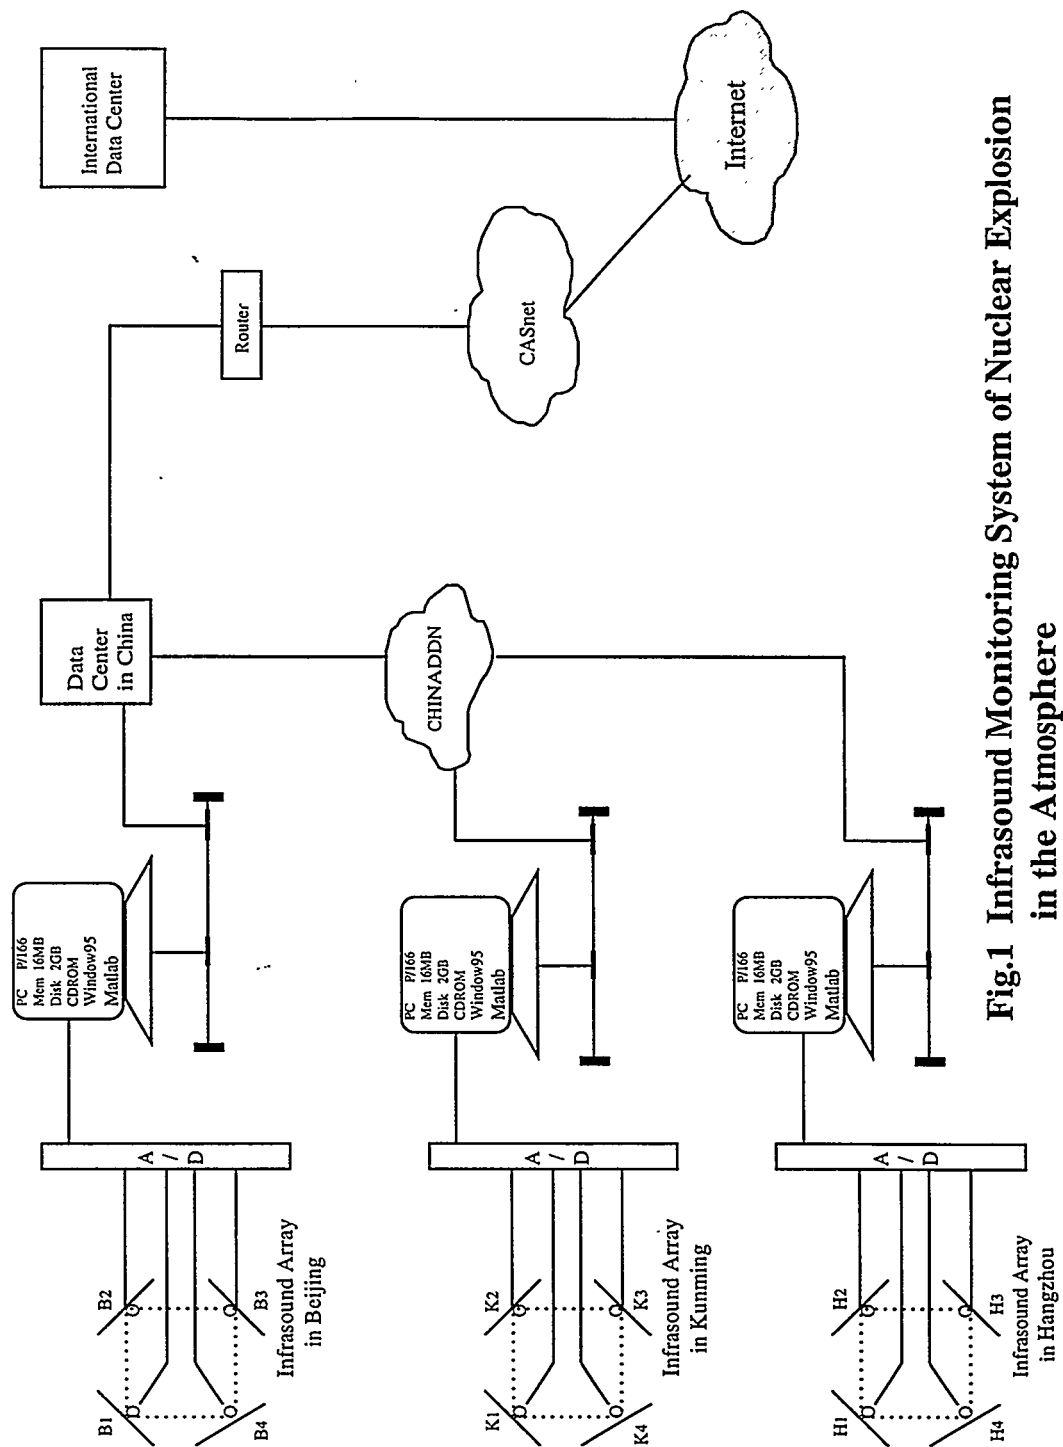 B1
B2
B3
B4
Infrasound Array
in Beijing
A
/
D
PC P/166
Mem 16MB
Disk 2GB
CDROM
Window95
Matlab
Data
Center
in China
Router
International
Data Center
K1
K2
K3
K4
Infrasound Array
in Kunming
A
/
D
PC P/166
Mem 16MB
Disk 2GB
CDROM
Window95
Matlab
CHINADDN
CASnet
Internet
H1
H2
H3
H4
Infrasound Array
in Hangzhou
A
/
D
PC P/166
Mem 16MB
Disk 2GB
CDROM
Window95
Matlab
Fig.1 Infrasound Monitoring System of Nuclear Explosion
in the Atmosphere